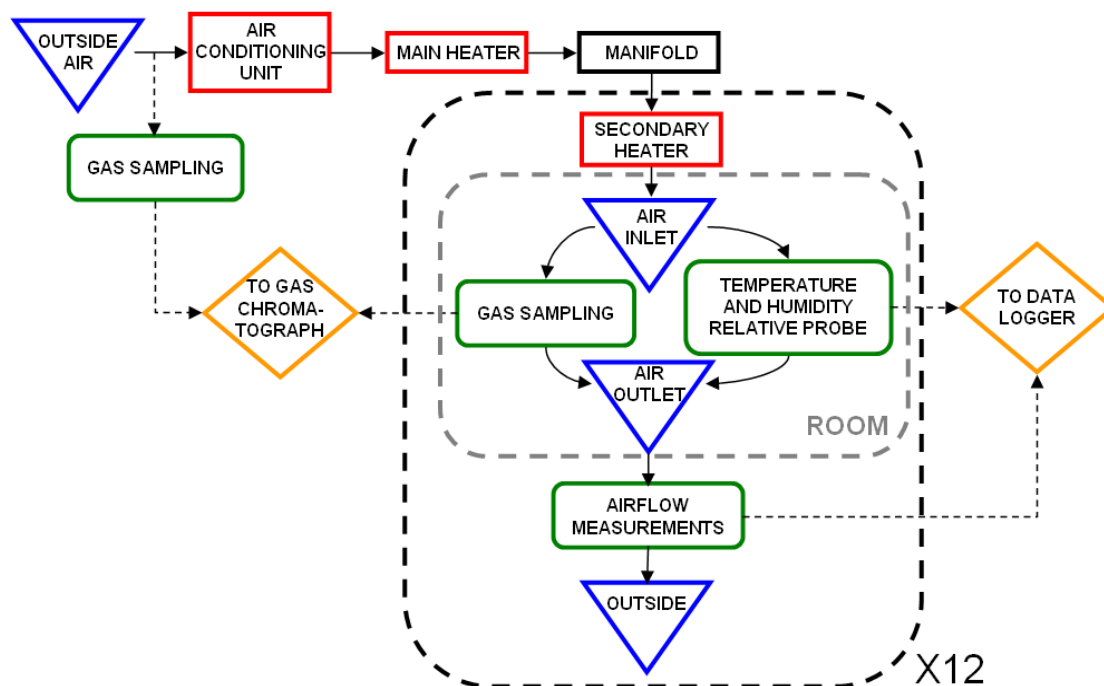 OUTSIDE
AIR
AIR
CONDITIONING
UNIT
MAIN HEATER
MANIFOLD
GAS SAMPLING
SECONDARY
HEATER
AIR
INLET
TO GAS
CHROMA-
TOGRAPH
GAS SAMPLING
TEMPERATURE
AND HUMIDITY
RELATIVE PROBE
TO DATA
LOGGER
AIR
OUTLET
ROOM
AIRFLOW
MEASUREMENTS
OUTSIDE
X12